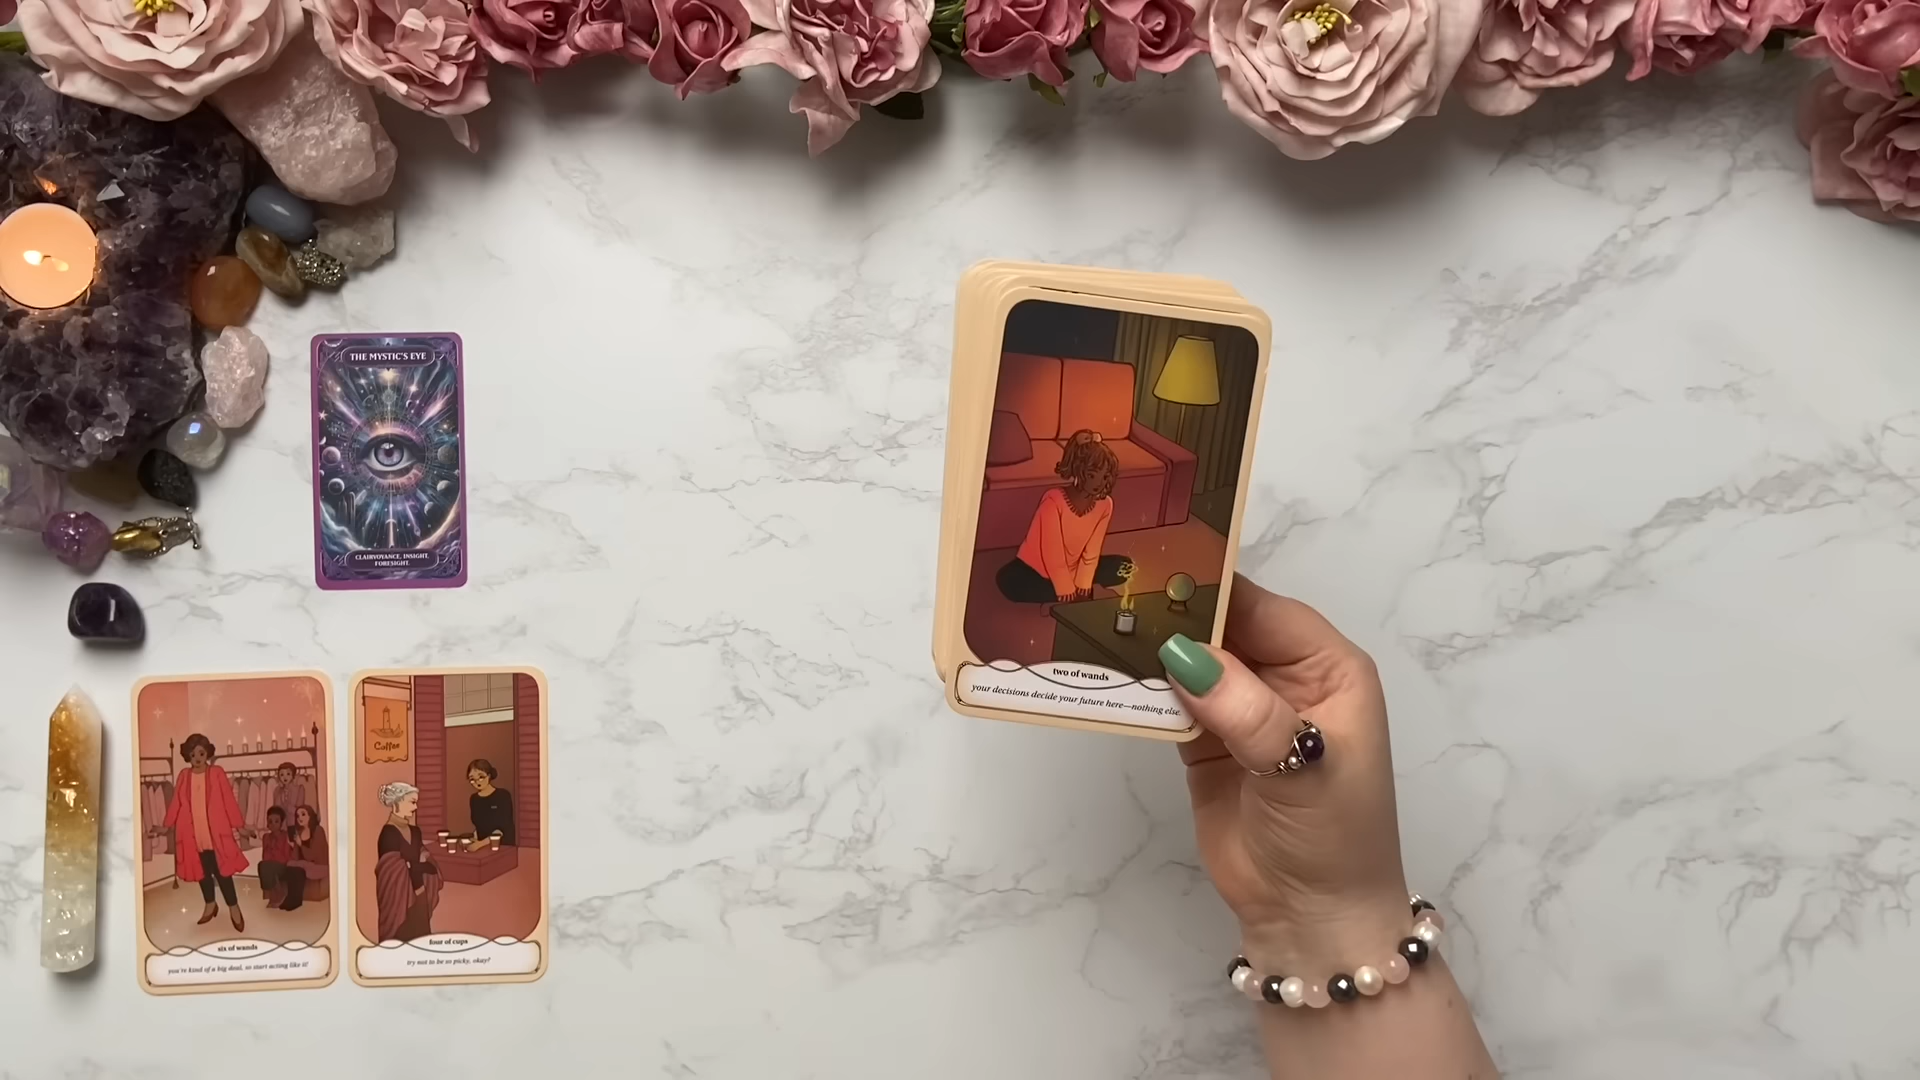 THE MYSTIC'S EYE
CLAIRVOYANCE, INSIGHT,
FORESIGHT.
two of wands
your decisions decide your future here—nothing else.
six of wands
you're kind of a big deal, so start acting like it!
Coffee
four of cups
try not to be so picky, okay?